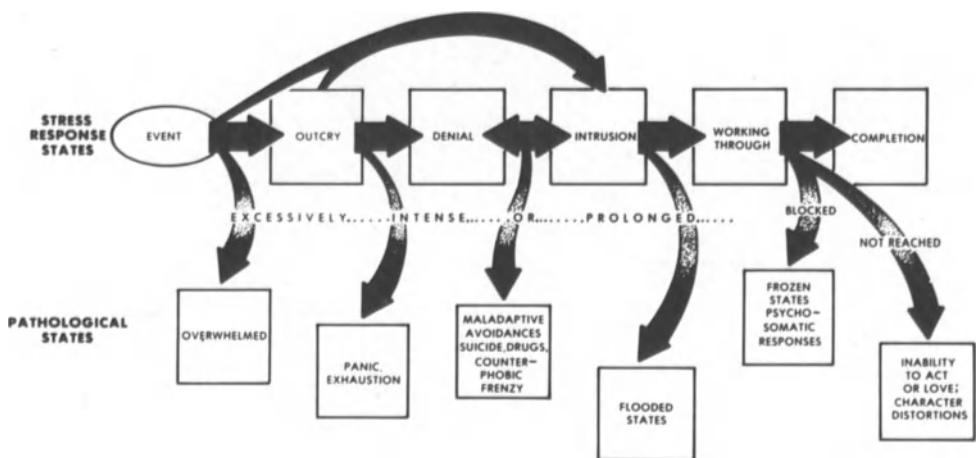 STRESS
RESPONSE
STATES
EVENT
OUTCRY
DENIAL
INTRUSION
WORKING
THROUGH
COMPLETION
EXCESSIVELY.....INTENSE.....OR.....PROLONGED.....
BLOCKED
NOT REACHED
PATHOLOGICAL
STATES
OVERWHELMED
PANIC,
EXHAUSTION
MALADAPTIVE
AVOIDANCES
SUICIDE, DRUGS,
COUNTER-
PHOBIC
FRENZY
FLOODED
STATES
FROZEN
STATES
PSYCHO-
SOMATIC
RESPONSES
INABILITY
TO ACT
OR LOVE;
CHARACTER
DISTORTIONS